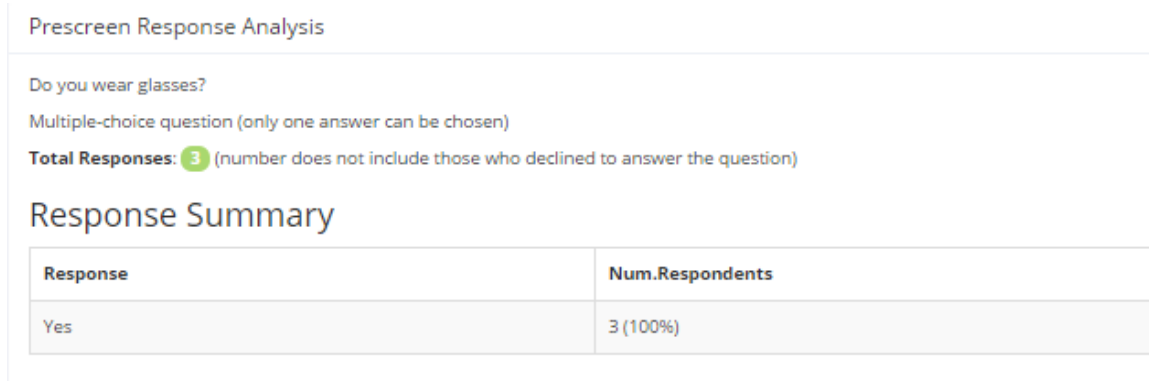 Prescreen Response Analysis
Do you wear glasses?
Multiple-choice question (only one answer can be chosen)
Total Responses: 3 (number does not include those who declined to answer the question)
Response Summary
Response Num.Respondents
Yes 3 (100%)